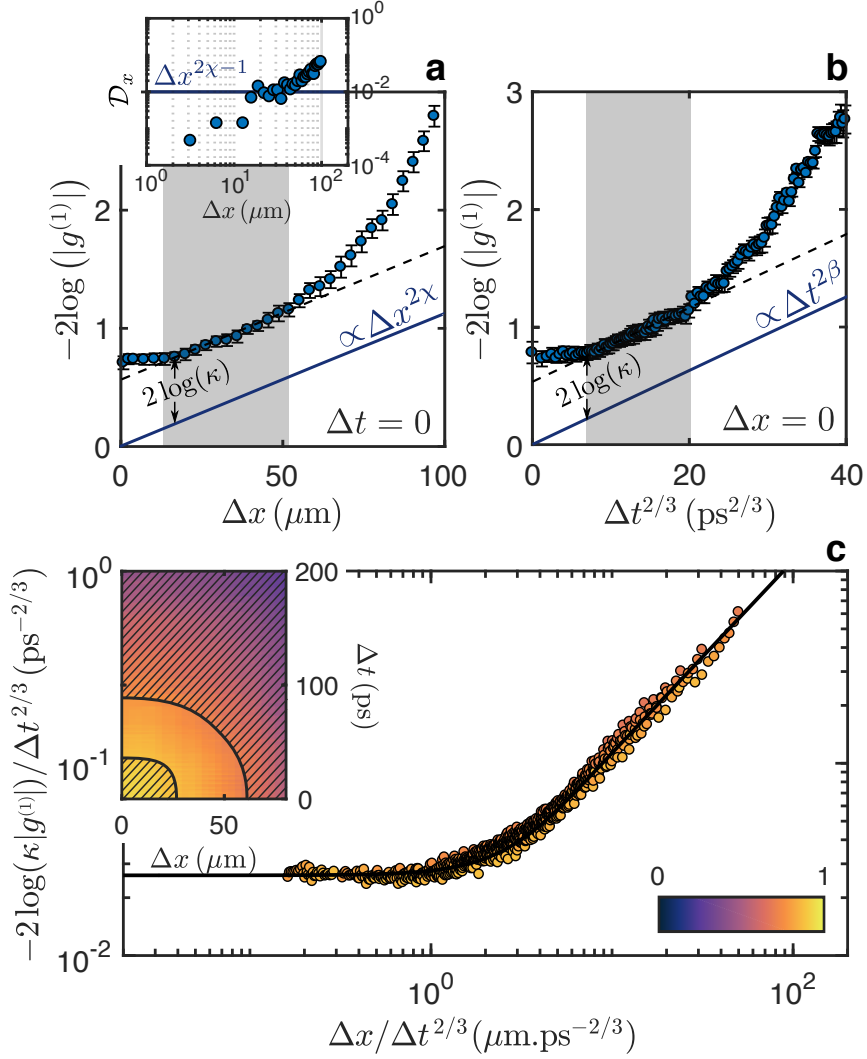 a
10^0
10^-2
10^-4
𝒟_x
Δx^{2χ−1}
10^0 10^1 10^2
Δx (μm)
−2log(|g^{(1)}|)
2
1
0
∝Δx^{2χ}
2 log(κ)
Δt = 0
0 50 100
Δx (μm)
b
−2log(|g^{(1)}|)
3
2
1
0
∝Δt^{2β}
2 log(κ)
Δx = 0
0 20 40
Δt^{2/3} (ps^{2/3})
c
−2log(κ|g^{(1)}|)/Δt^{2/3} (ps^{−2/3})
10^0
10^-1
10^-2
200
100
0
Δt (ps)
0 50
Δx (μm)
0 1
10^0 10^2
Δx/Δt^{2/3} (μm.ps^{−2/3})